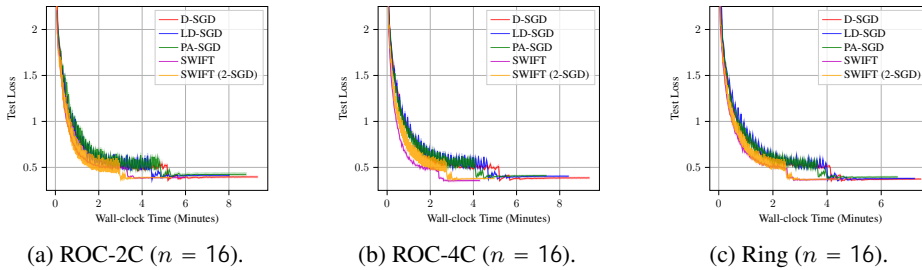 2
1.5
1
0.5
Test Loss
0 2 4 6 8
Wall-clock Time (Minutes)
D-SGD
LD-SGD
PA-SGD
SWIFT
SWIFT (2-SGD)
(a) ROC-2C (n = 16).
2
1.5
1
0.5
Test Loss
0 2 4 6 8
Wall-clock Time (Minutes)
D-SGD
LD-SGD
PA-SGD
SWIFT
SWIFT (2-SGD)
(b) ROC-4C (n = 16).
2
1.5
1
0.5
Test Loss
0 2 4 6
Wall-clock Time (Minutes)
D-SGD
LD-SGD
PA-SGD
SWIFT
SWIFT (2-SGD)
(c) Ring (n = 16).